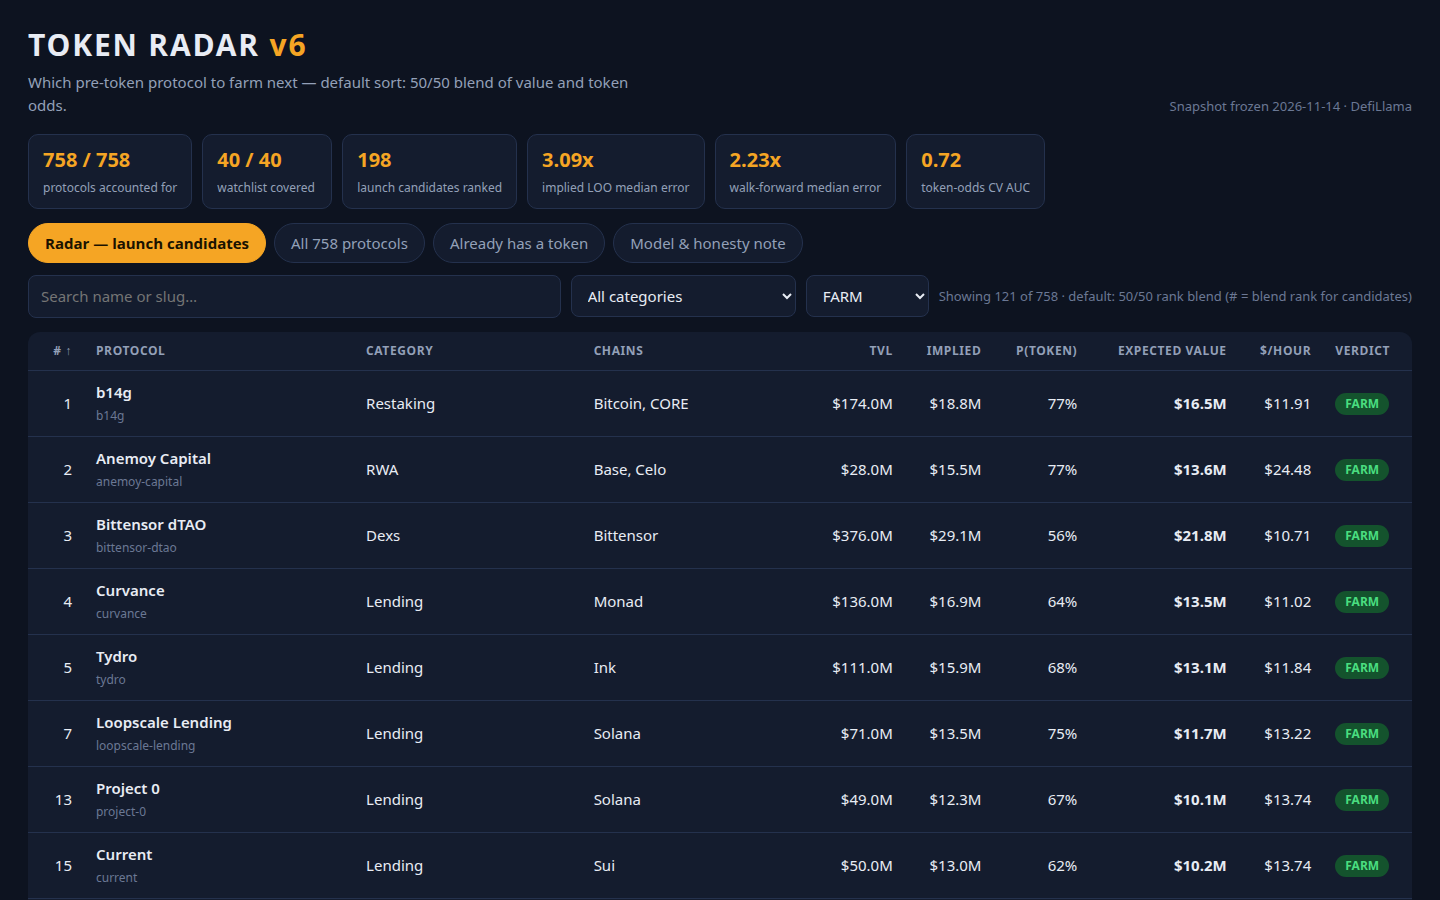 TOKEN RADAR v6
Which pre-token protocol to farm next — default sort: 50/50 blend of value and token
odds.
Snapshot frozen 2026-11-14 · DefiLlama
758 / 758
protocols accounted for
40 / 40
watchlist covered
198
launch candidates ranked
3.09x
implied LOO median error
2.23x
walk-forward median error
0.72
token-odds CV AUC
Radar — launch candidates
All 758 protocols
Already has a token
Model & honesty note
Search name or slug...
All categories
FARM
Showing 121 of 758 · default: 50/50 rank blend (# = blend rank for candidates)
# ↑ PROTOCOL CATEGORY CHAINS TVL IMPLIED P(TOKEN) EXPECTED VALUE $/HOUR VERDICT
1 b14g Restaking Bitcoin, CORE $174.0M $18.8M 77% $16.5M $11.91 FARM
b14g
2 Anemoy Capital RWA Base, Celo $28.0M $15.5M 77% $13.6M $24.48 FARM
anemoy-capital
3 Bittensor dTAO Dexs Bittensor $376.0M $29.1M 56% $21.8M $10.71 FARM
bittensor-dtao
4 Curvance Lending Monad $136.0M $16.9M 64% $13.5M $11.02 FARM
curvance
5 Tydro Lending Ink $111.0M $15.9M 68% $13.1M $11.84 FARM
tydro
7 Loopscale Lending Lending Solana $71.0M $13.5M 75% $11.7M $13.22 FARM
loopscale-lending
13 Project 0 Lending Solana $49.0M $12.3M 67% $10.1M $13.74 FARM
project-0
15 Current Lending Sui $50.0M $13.0M 62% $10.2M $13.74 FARM
current